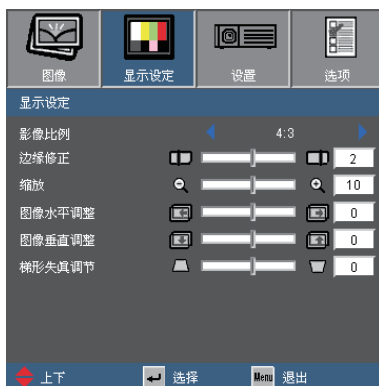 图像 显示设定 设置 选项
显示设定
影像比例 4:3
边缘修正 2
缩放 10
图像水平调整 0
图像垂直调整 0
梯形失真调节 0
上下 选择 Menu 退出